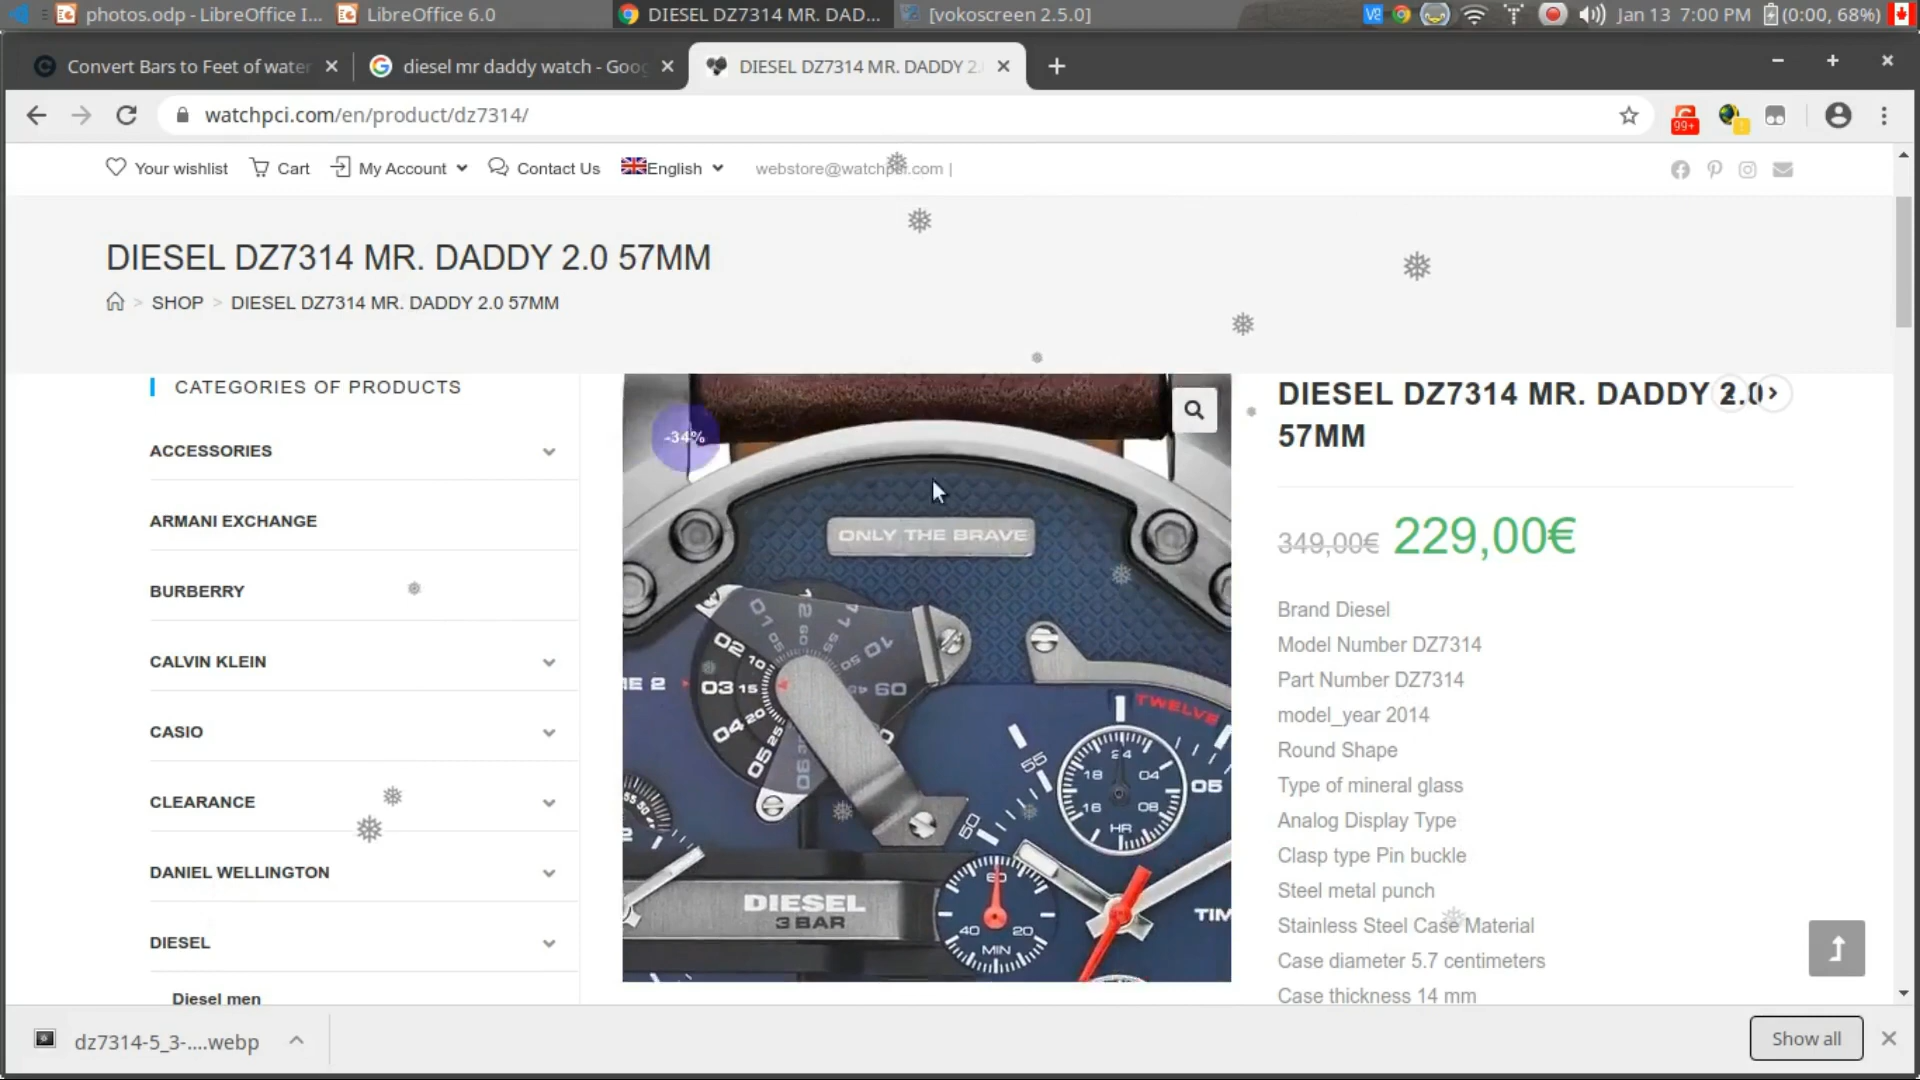 photos.odp - LibreOffice I...
LibreOffice 6.0
DIESEL DZ7314 MR. DAD...
[vokoscreen 2.5.0]
Jan 13 7:00 PM
(0:00, 68%)
Convert Bars to Feet of water
diesel mr daddy watch - Goo
DIESEL DZ7314 MR. DADDY 2
watchpci.com/en/product/dz7314/
99+
Your wishlist
Cart
My Account
Contact Us
English
webstore@watchpci.com |
DIESEL DZ7314 MR. DADDY 2.0 57MM
> SHOP > DIESEL DZ7314 MR. DADDY 2.0 57MM
CATEGORIES OF PRODUCTS
ACCESSORIES
ARMANI EXCHANGE
BURBERRY
CALVIN KLEIN
CASIO
CLEARANCE
DANIEL WELLINGTON
DIESEL
Diesel men
-34%
ONLY THE BRAVE
TWELVE
DIESEL
3 BAR
HR
MIN
DIESEL DZ7314 MR. DADDY 2.0
57MM
349,00€ 229,00€
Brand Diesel
Model Number DZ7314
Part Number DZ7314
model_year 2014
Round Shape
Type of mineral glass
Analog Display Type
Clasp type Pin buckle
Steel metal punch
Stainless Steel Case Material
Case diameter 5.7 centimeters
Case thickness 14 mm
dz7314-5_3-....webp
Show all